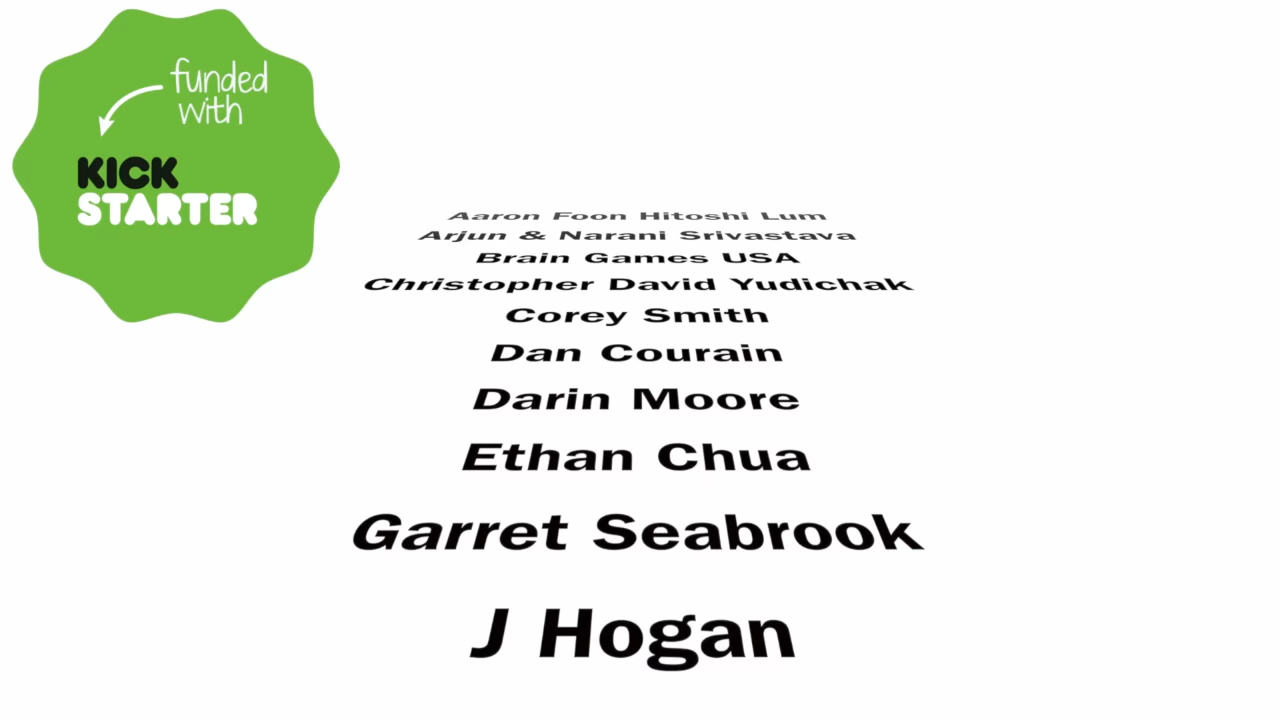 funded
with
KICK
STARTER
Aaron Foon Hitoshi Lum
Arjun & Narani Srivastava
Brain Games USA
Christopher David Yudichak
Corey Smith
Dan Courain
Darin Moore
Ethan Chua
Garret Seabrook
J Hogan